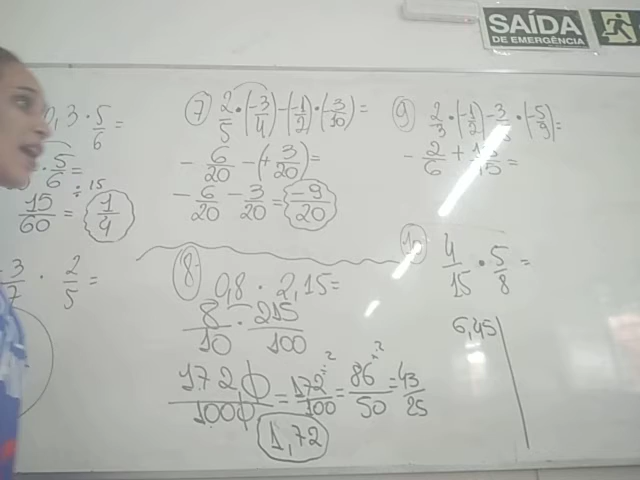 SAÍDA
DE EMERGÊNCIA
,3 · 5/6 =
· 5/6 =
15/60 = 1/4
÷ 15
3/7 · 2/5 =
7 2/5 · (-3/4) - (-1/2) · (-3/10) =
- 6/20 - (+ 3/20) =
- 6/20 - 3/20 = -9/20
8 0,8 · 2,15 =
8/10 · 215/100
1720/1000 = 172/100 = 86/50 = 43/25
÷2 ÷2
1,72
9 2/3 · (-1/2) - 3/ · (-5/9) =
- 2/6 + =
10 4/15 · 5/8 =
6,45